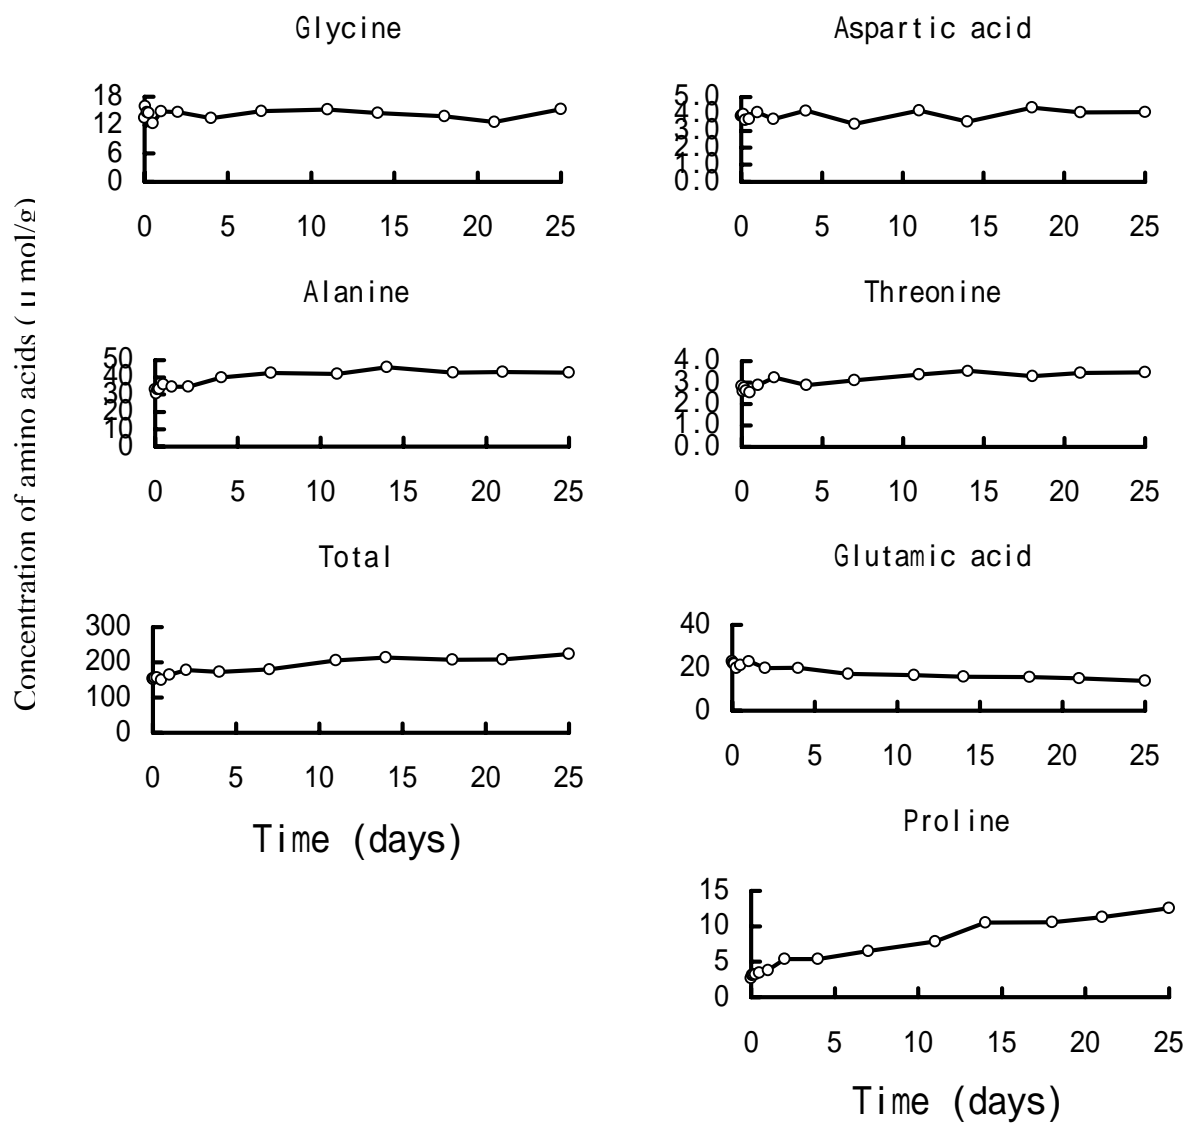 Glycine
18
12
6
0
0 5 10 15 20 25
Aspartic acid
5.0
4.0
3.0
2.0
1.0
0.0
0 5 10 15 20 25
Concentration of amino acids ( μ mol/g)
Alanine
50
40
30
20
10
0
0 5 10 15 20 25
Threonine
4.0
3.0
2.0
1.0
0.0
0 5 10 15 20 25
Total
300
200
100
0
0 5 10 15 20 25
Time (days)
Glutamic acid
40
20
0
0 5 10 15 20 25
Proline
15
10
5
0
0 5 10 15 20 25
Time (days)